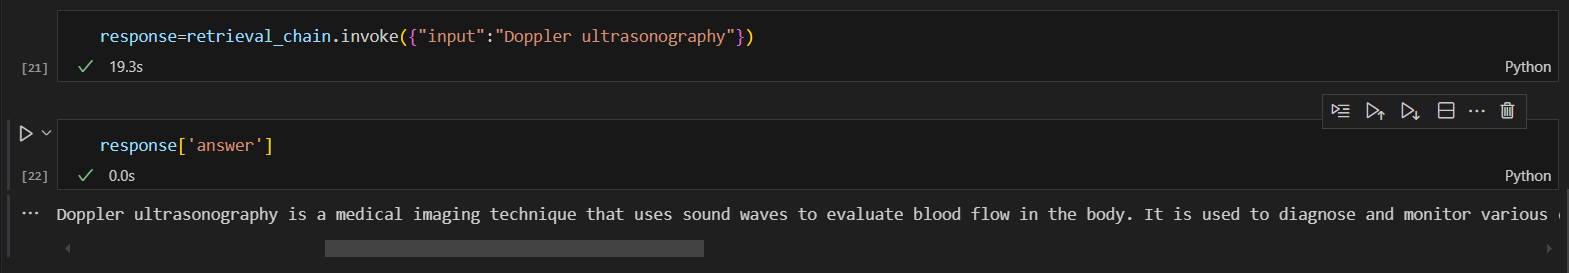 response=retrieval_chain.invoke({"input":"Doppler ultrasonography"})
[21]
19.3s
Python
response['answer']
[22]
0.0s
Python
... Doppler ultrasonography is a medical imaging technique that uses sound waves to evaluate blood flow in the body. It is used to diagnose and monitor various